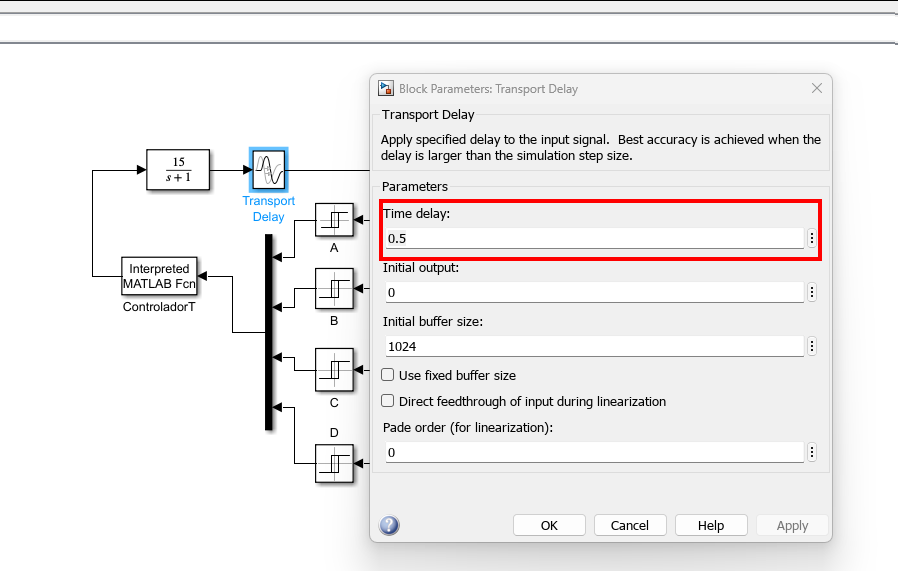 Block Parameters: Transport Delay
Transport Delay
Apply specified delay to the input signal.  Best accuracy is achieved when the
delay is larger than the simulation step size.
Parameters
Time delay:
0.5
Initial output:
0
Initial buffer size:
1024
Use fixed buffer size
Direct feedthrough of input during linearization
Pade order (for linearization):
0
OK
Cancel
Help
Apply
15
s + 1
Transport
Delay
Interpreted
MATLAB Fcn
ControladorT
A
B
C
D